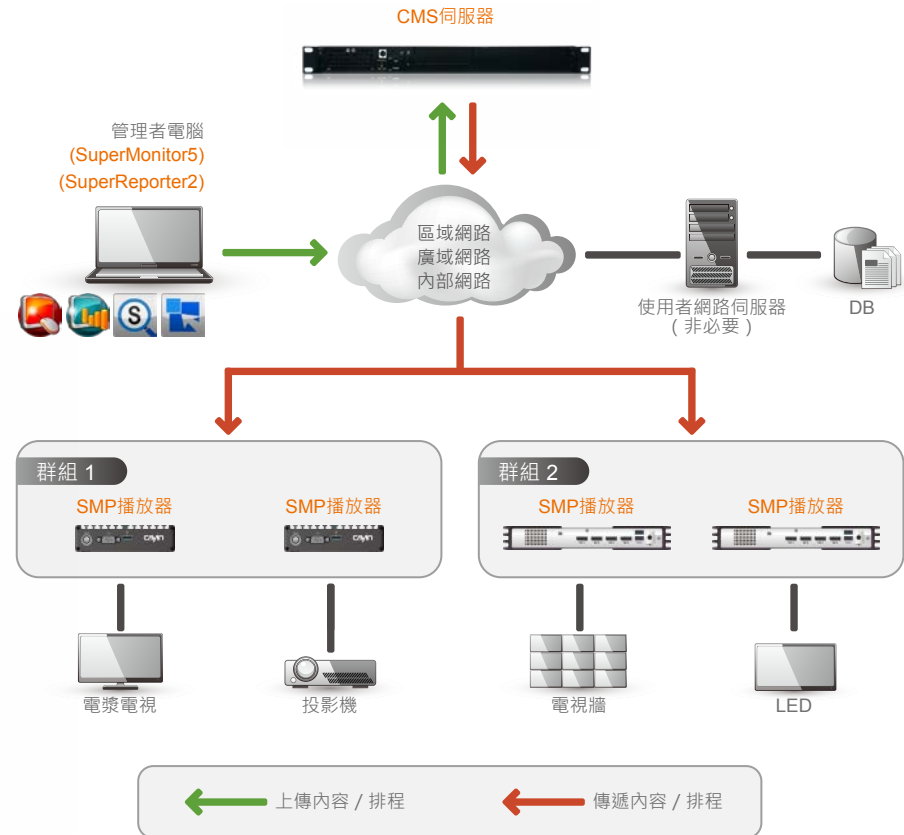 CMS伺服器
管理者電腦
(SuperMonitor5)
(SuperReporter2)
區域網路
廣域網路
內部網路
S
使用者網路伺服器
( 非必要 )
DB
群組 1
SMP播放器
SMP播放器
CAYIN
CAYIN
群組 2
SMP播放器
SMP播放器
電漿電視
投影機
電視牆
LED
上傳內容 / 排程
傳遞內容 / 排程